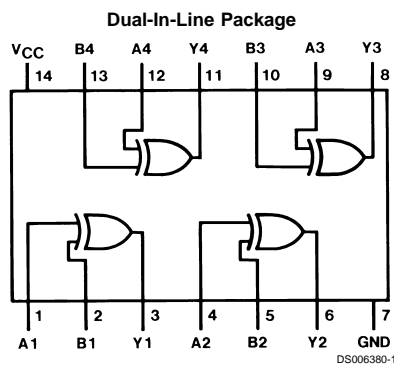 Dual-In-Line Package
VCC B4 A4 Y4 B3 A3 Y3
14 13 12 11 10 9 8
1 2 3 4 5 6 7
A1 B1 Y1 A2 B2 Y2 GND
DS006380-1